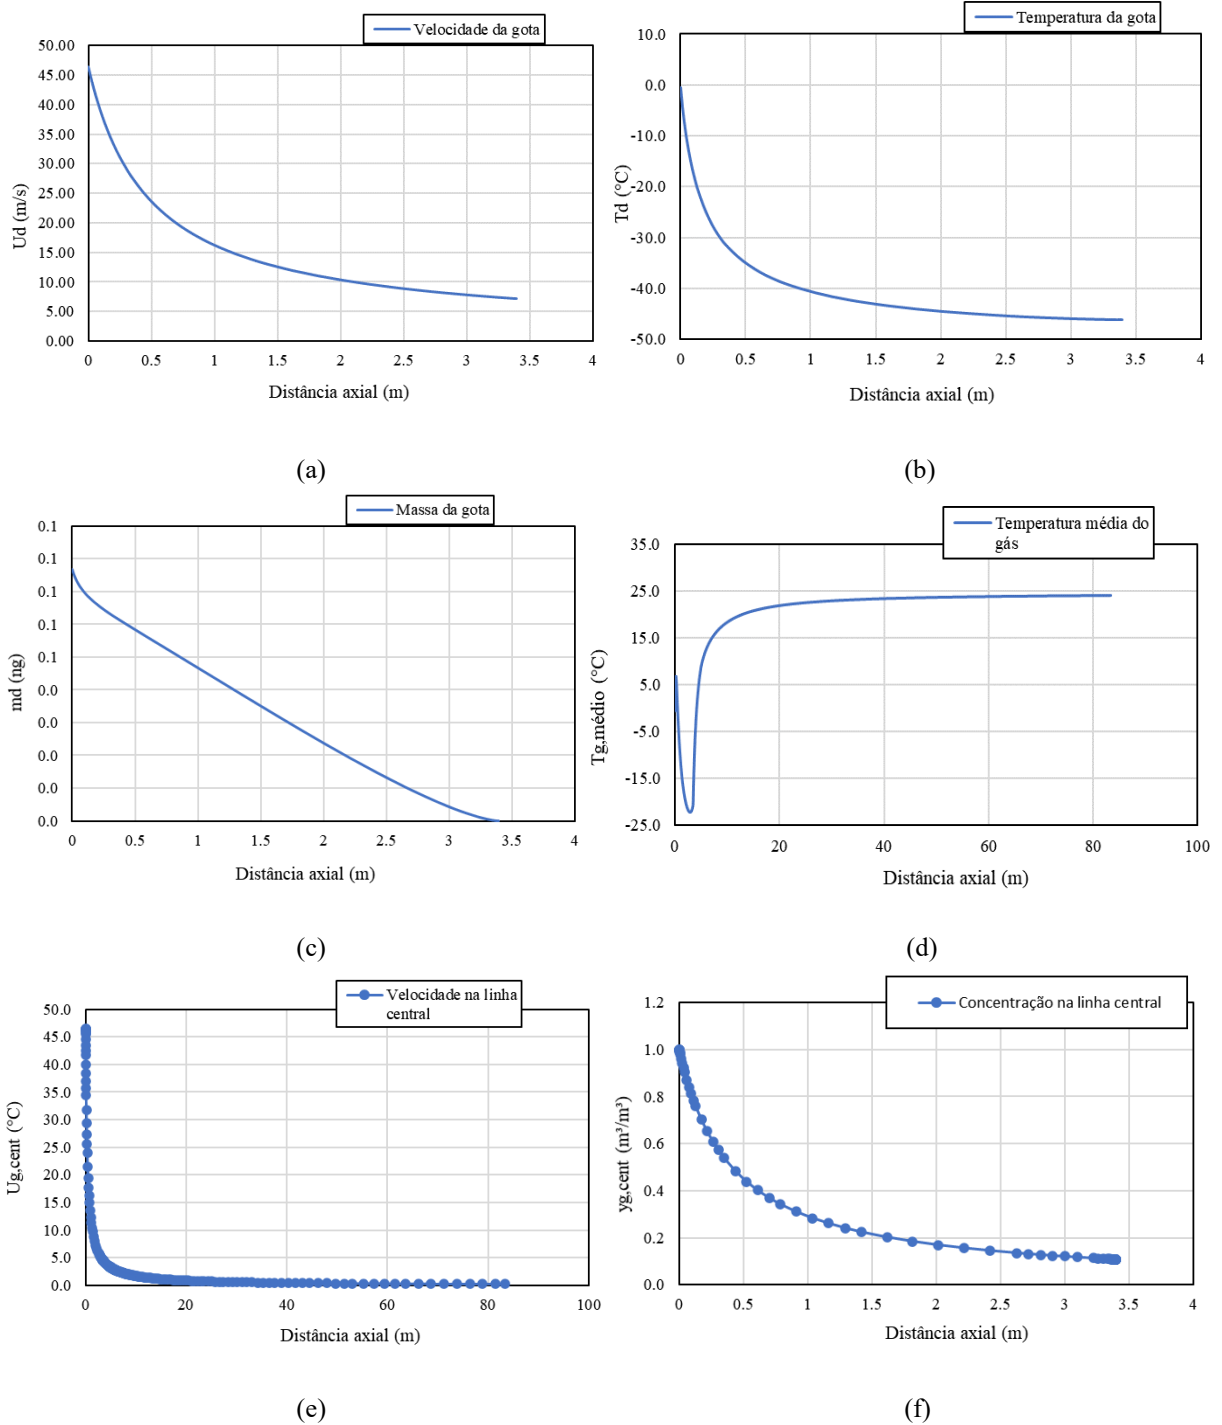 Velocidade da gota
50.00
45.00
40.00
35.00
30.00
25.00
20.00
15.00
10.00
5.00
0.00
Ud (m/s)
0 0.5 1 1.5 2 2.5 3 3.5 4
Distância axial (m)
(a)
Temperatura da gota
10.0
0.0
-10.0
-20.0
-30.0
-40.0
-50.0
Td (°C)
0 0.5 1 1.5 2 2.5 3 3.5 4
Distância axial (m)
(b)
Massa da gota
0.1
0.1
0.1
0.1
0.1
0.0
0.0
0.0
0.0
0.0
md (ng)
0 0.5 1 1.5 2 2.5 3 3.5 4
Distância axial (m)
(c)
Temperatura média do
gás
35.0
25.0
15.0
5.0
-5.0
-15.0
-25.0
Tg,médio (°C)
0 20 40 60 80 100
Distância axial (m)
(d)
Velocidade na linha
central
50.0
45.0
40.0
35.0
30.0
25.0
20.0
15.0
10.0
5.0
0.0
Ug,cent (°C)
0 20 40 60 80 100
Distância axial (m)
(e)
Concentração na linha central
1.2
1.0
0.8
0.6
0.4
0.2
0.0
yg,cent (m³/m³)
0 0.5 1 1.5 2 2.5 3 3.5 4
Distância axial (m)
(f)